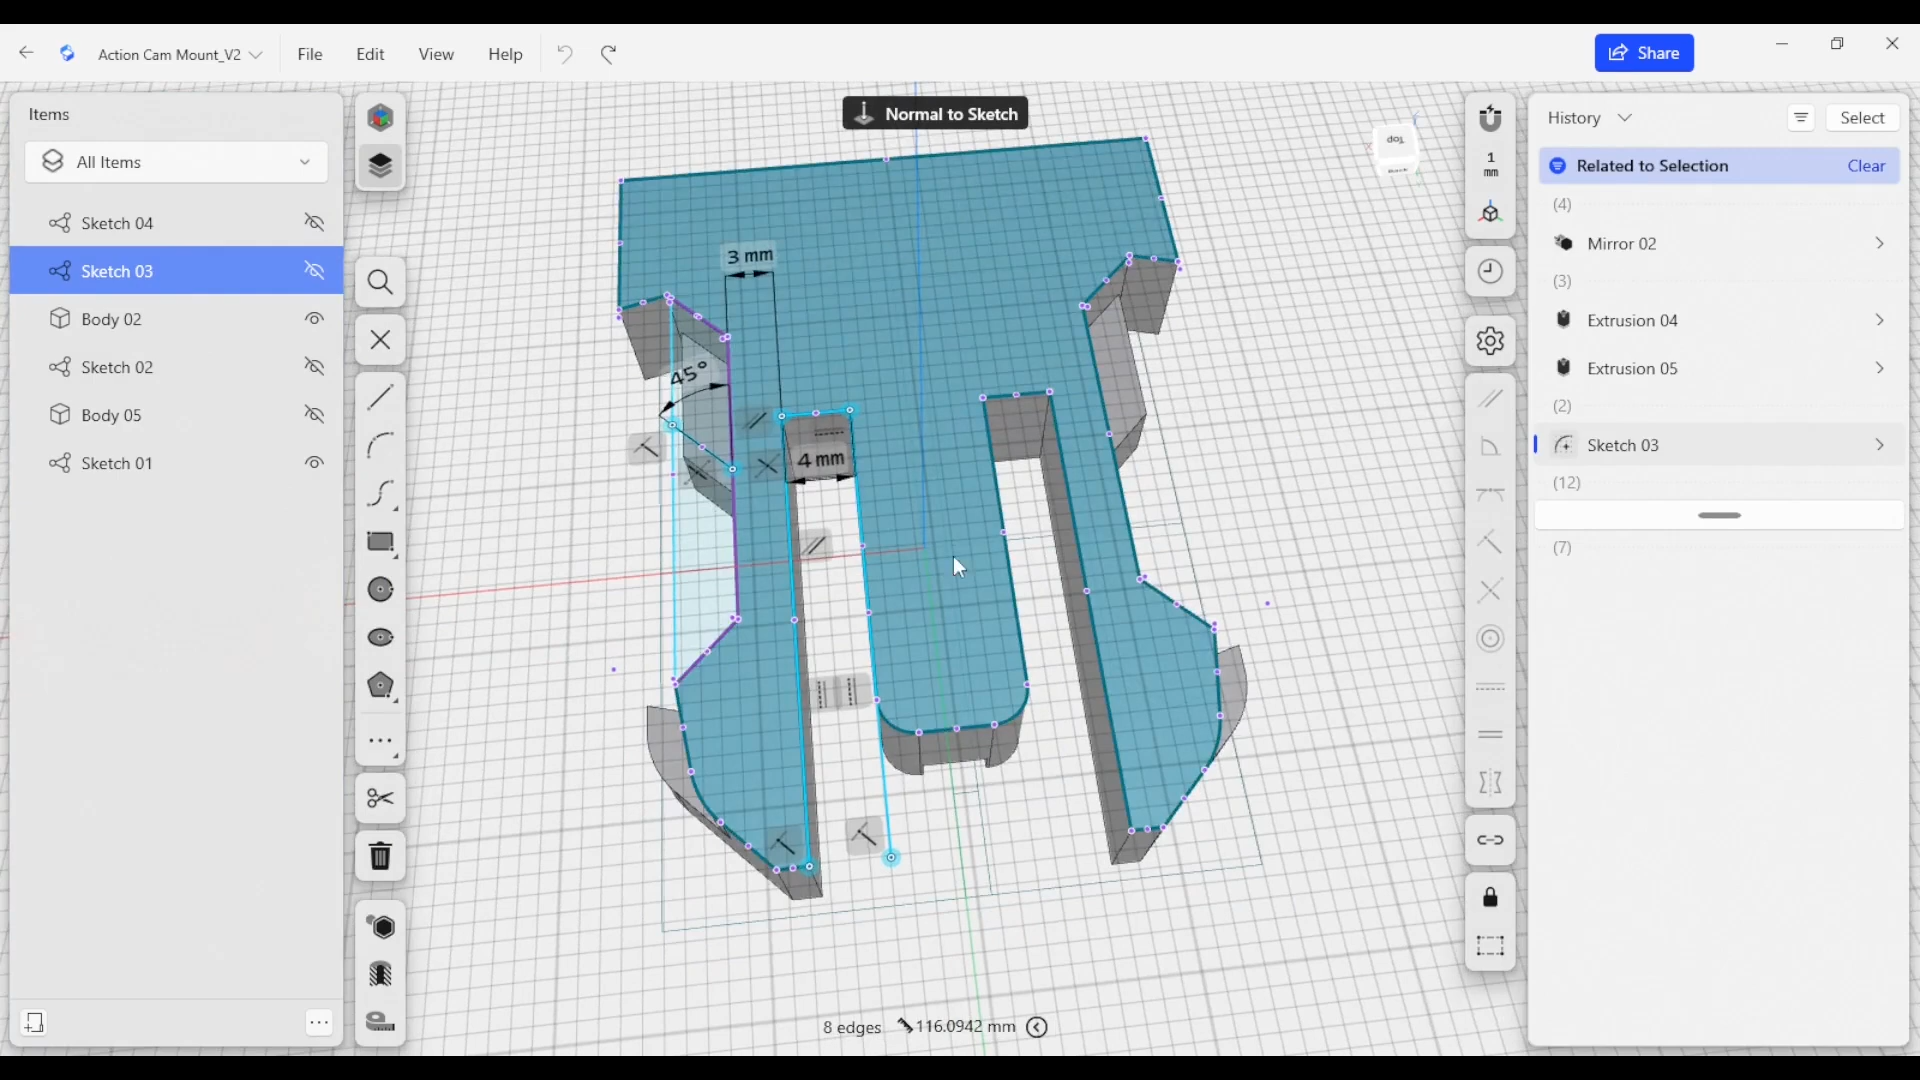 Action Cam Mount_V2
File
Edit
View
Help
Share
Items
All Items
Sketch 04
Sketch 03
Body 02
Sketch 02
Body 05
Sketch 01
Normal to Sketch
Top
3 mm
45°
4 mm
8 edges
116.0942 mm
1
mm
History
Select
Related to Selection
Clear
(4)
Mirror 02
(3)
Extrusion 04
Extrusion 05
(2)
Sketch 03
(12)
(7)